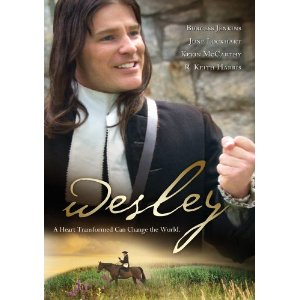 Burgess Jenkins
June Lockhart
Kevin McCarthy
R. Keith Harris
Wesley
A Heart Transformed Can Change the World.